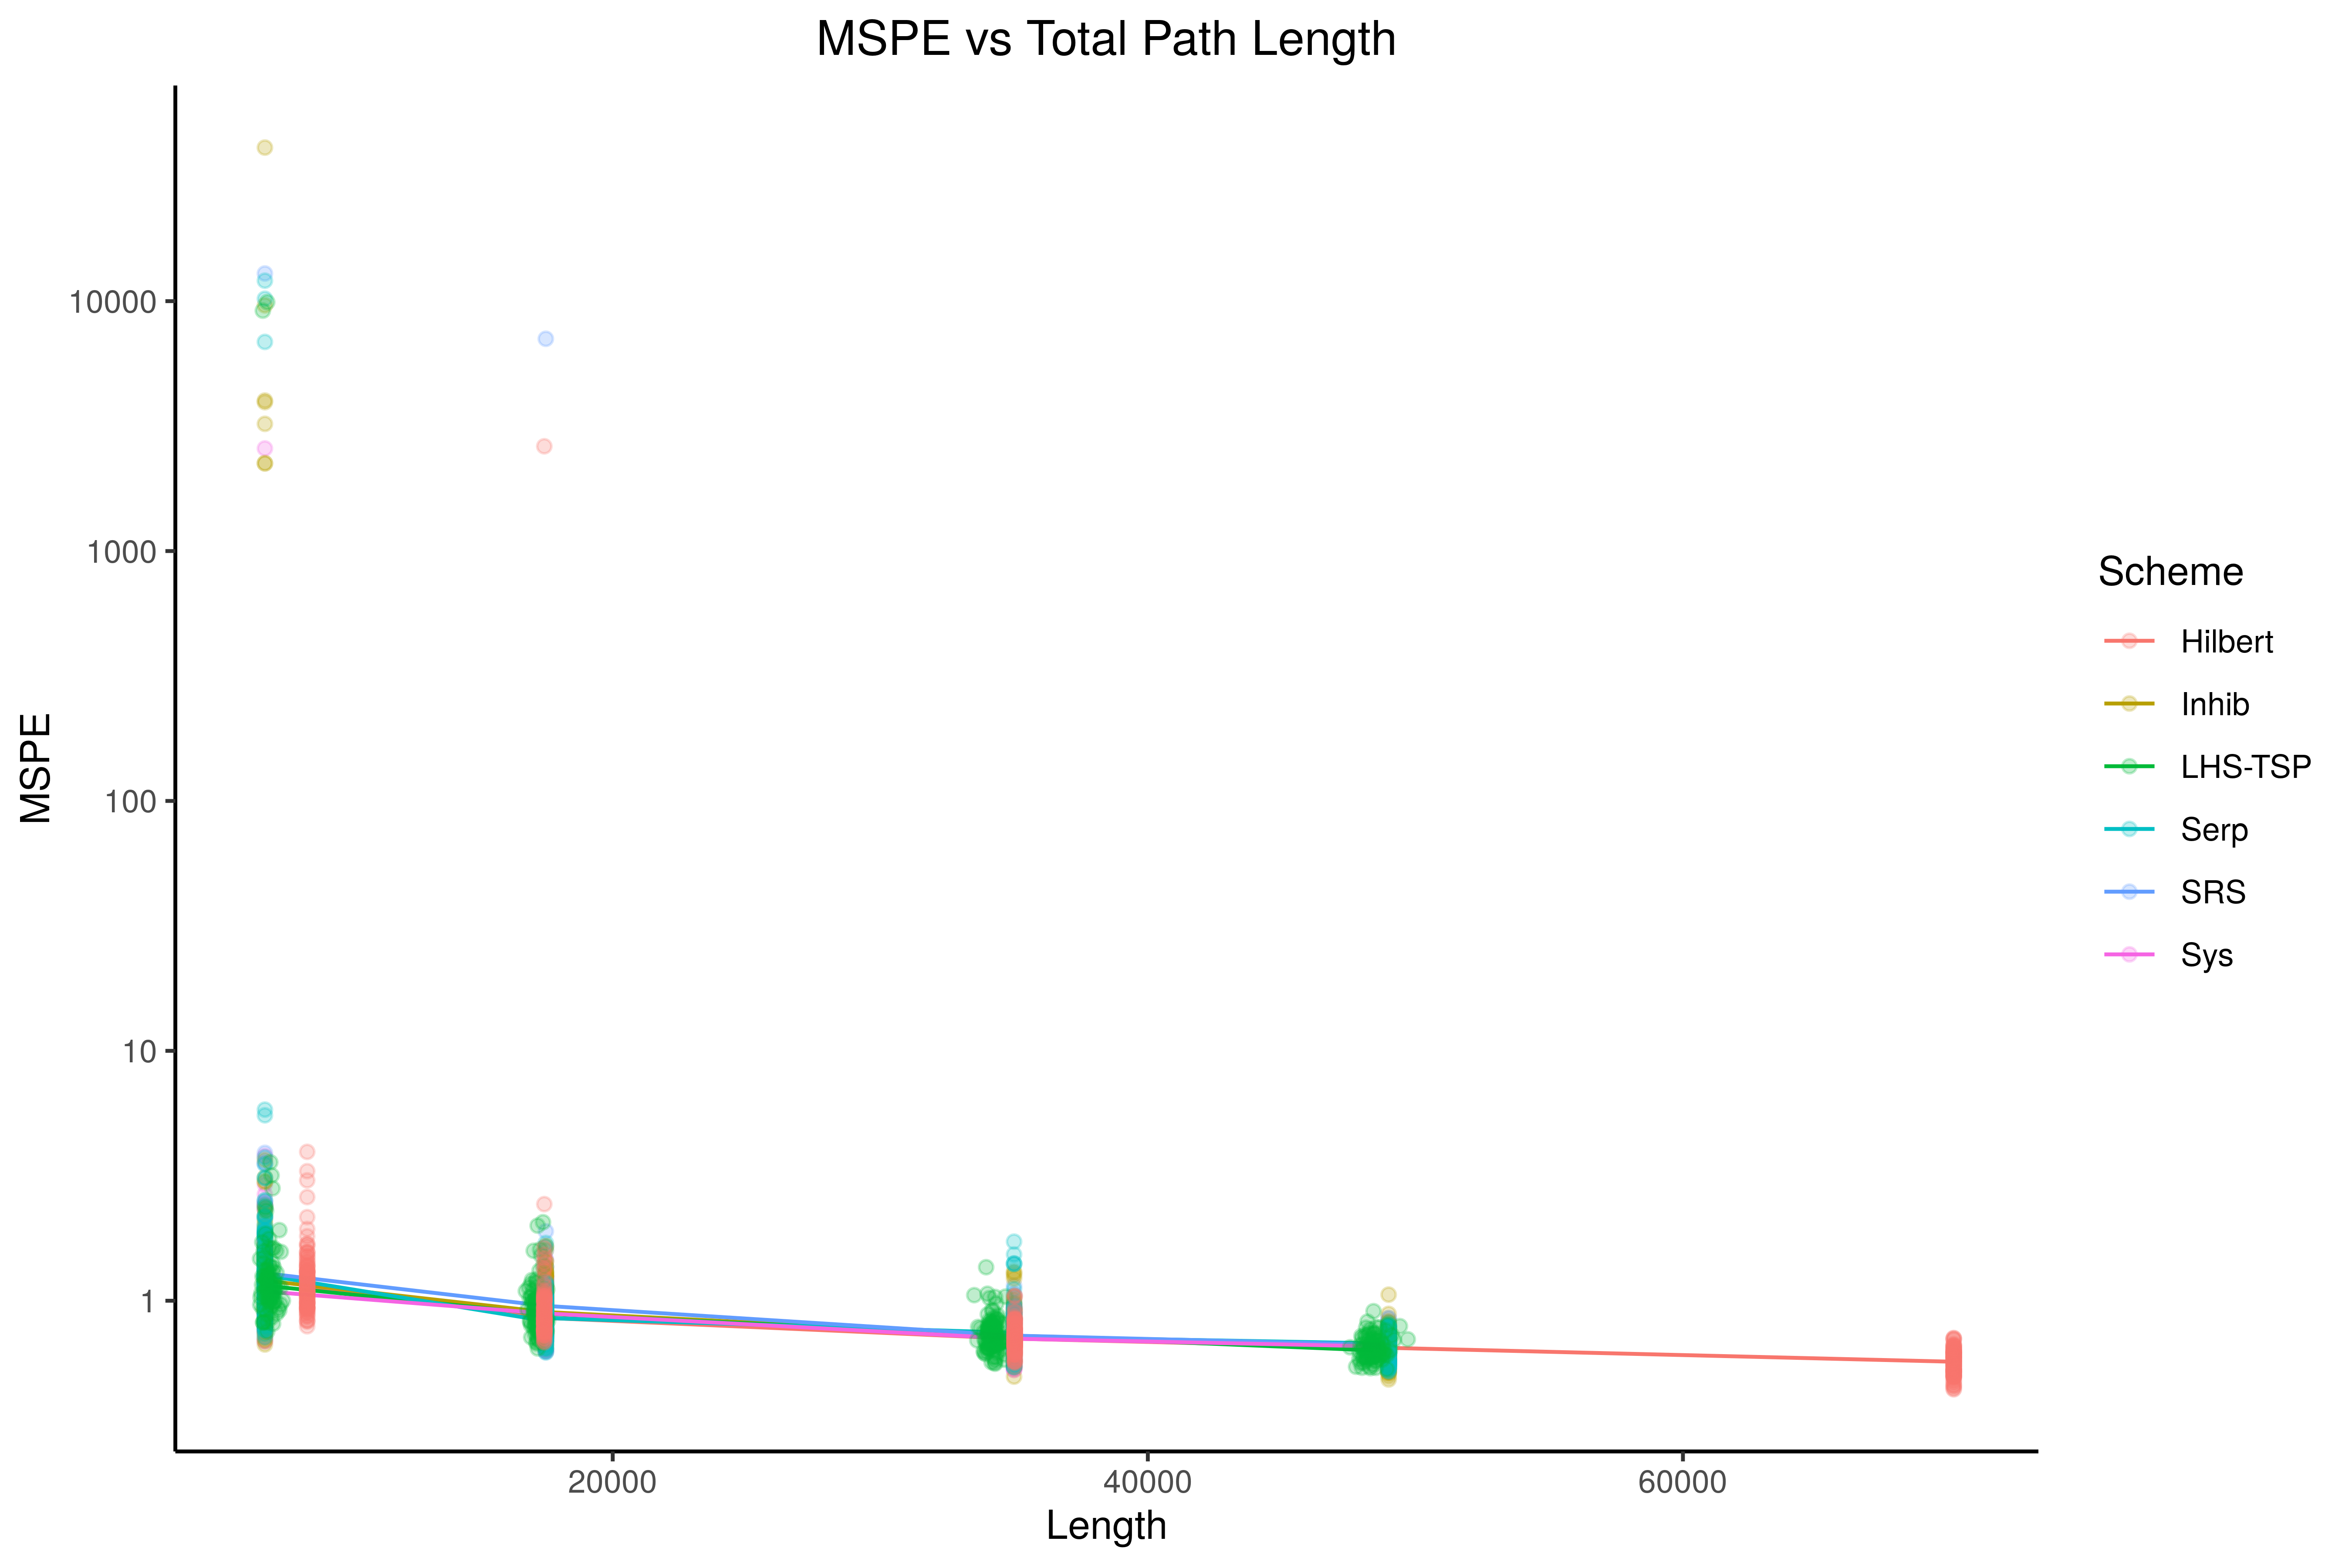 MSPE vs Total Path Length
MSPE
10000
1000
100
10
1
20000
40000
60000
Length
Scheme
Hilbert
Inhib
LHS-TSP
Serp
SRS
Sys